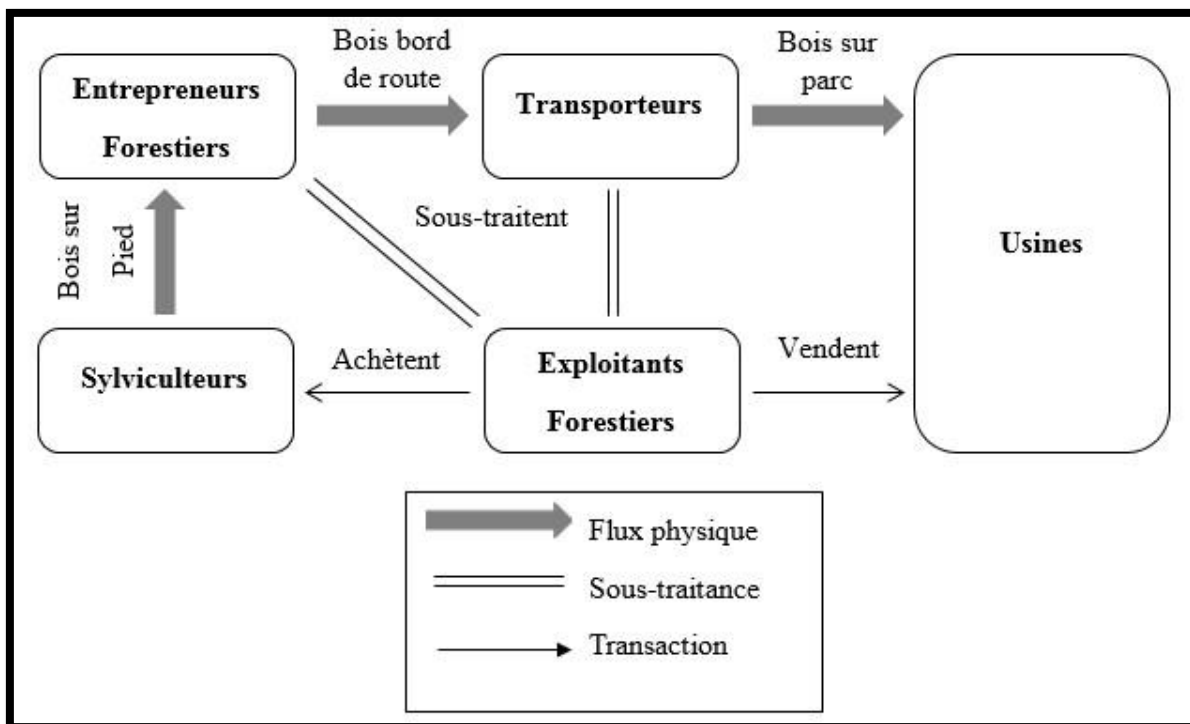 Bois bord
de route
Bois sur
parc
Entrepreneurs
Forestiers
Transporteurs
Usines
Bois sur
Pied
Sous-traitent
Sylviculteurs
Achètent
Exploitants
Forestiers
Vendent
Flux physique
Sous-traitance
Transaction